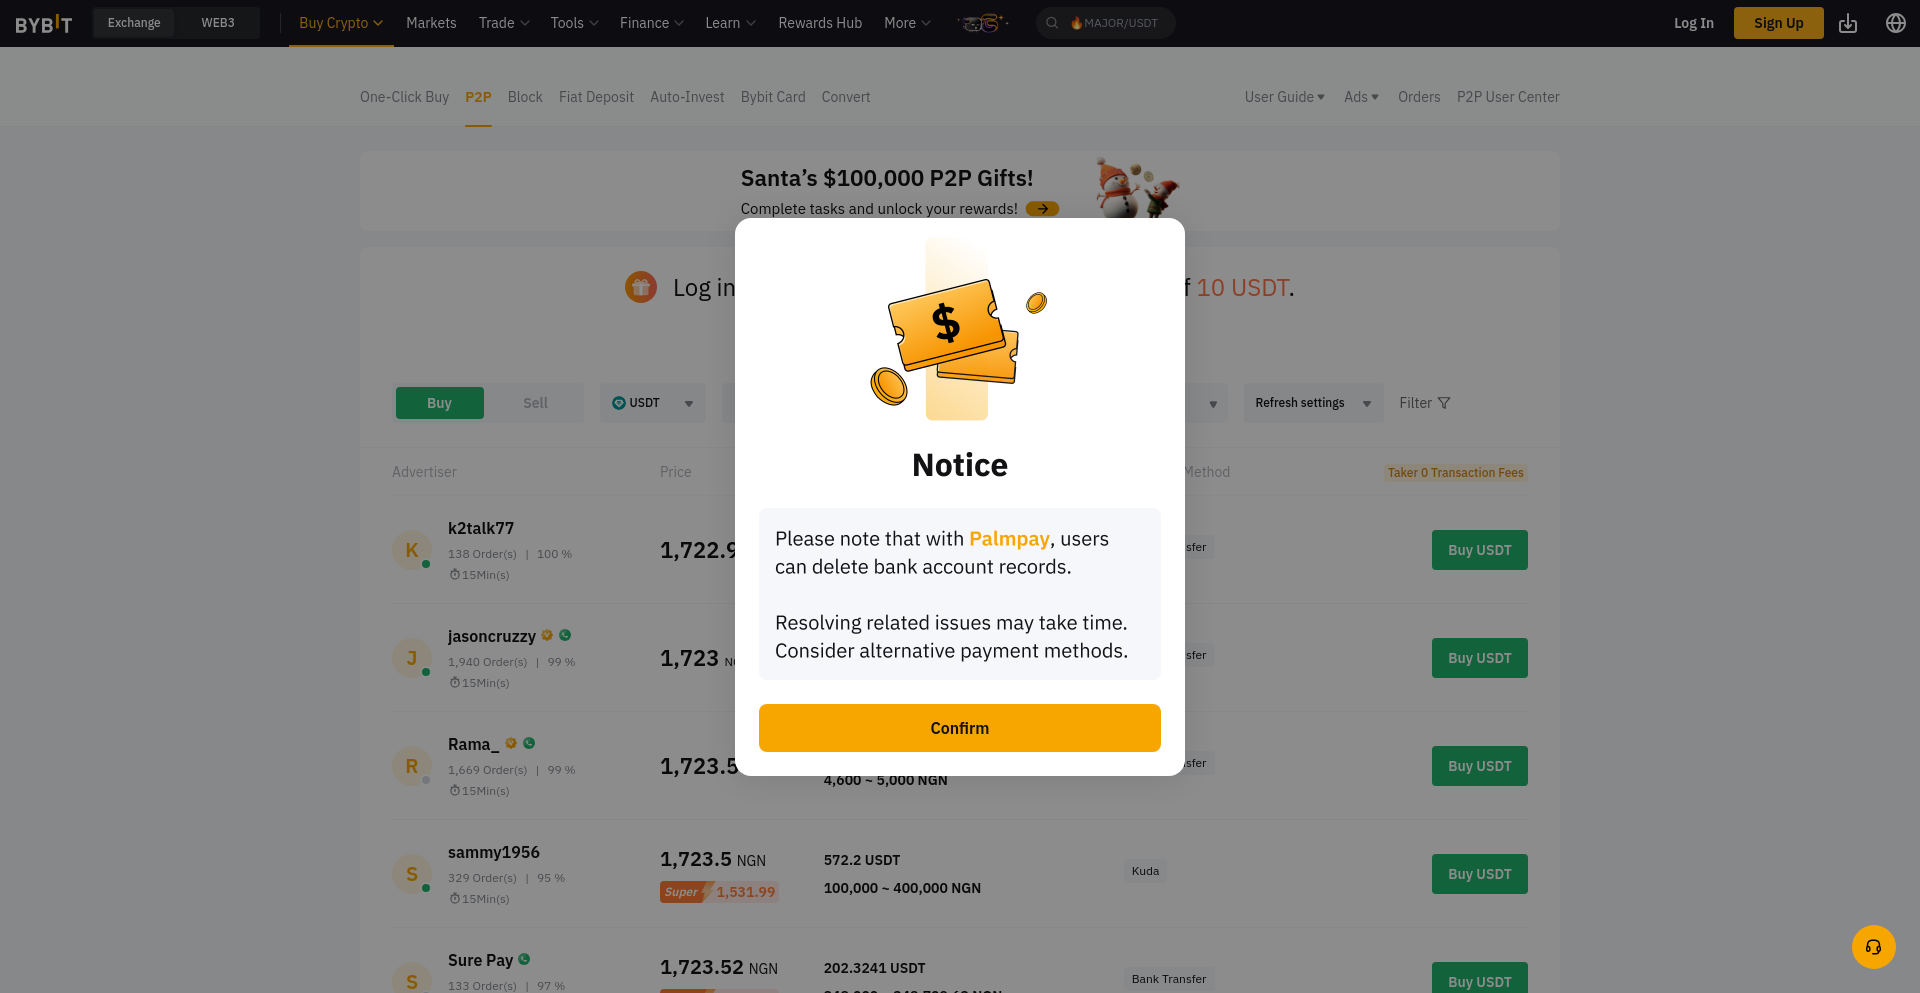 BYBIT Exchange WEB3 Buy Crypto Markets Trade Tools Finance Learn Rewards Hub More MAJOR/USDT Log In Sign Up
One-Click Buy P2P Block Fiat Deposit Auto-Invest Bybit Card Convert User Guide Ads Orders P2P User Center
Santa’s $100,000 P2P Gifts!
Complete tasks and unlock your rewards!
Log in 10 USDT.
Buy Sell USDT Refresh settings Filter
Advertiser Price Method Taker 0 Transaction Fees
k2talk77
K 138 Order(s) | 100 % 1,722.9 Buy USDT
15Min(s)
jasoncruzzy
J 1,940 Order(s) | 99 % 1,723 Buy USDT
15Min(s)
Rama_
R 1,669 Order(s) | 99 % 1,723.5 Buy USDT
4,600 ~ 5,000 NGN
15Min(s)
sammy1956 1,723.5 NGN 572.2 USDT
S 329 Order(s) | 95 % Kuda Buy USDT
15Min(s) Super 1,531.99 100,000 ~ 400,000 NGN
Sure Pay 1,723.52 NGN 202.3241 USDT
S 133 Order(s) | 97 % Bank Transfer Buy USDT
$
Notice
Please note that with Palmpay, users
can delete bank account records.
Resolving related issues may take time.
Consider alternative payment methods.
Confirm